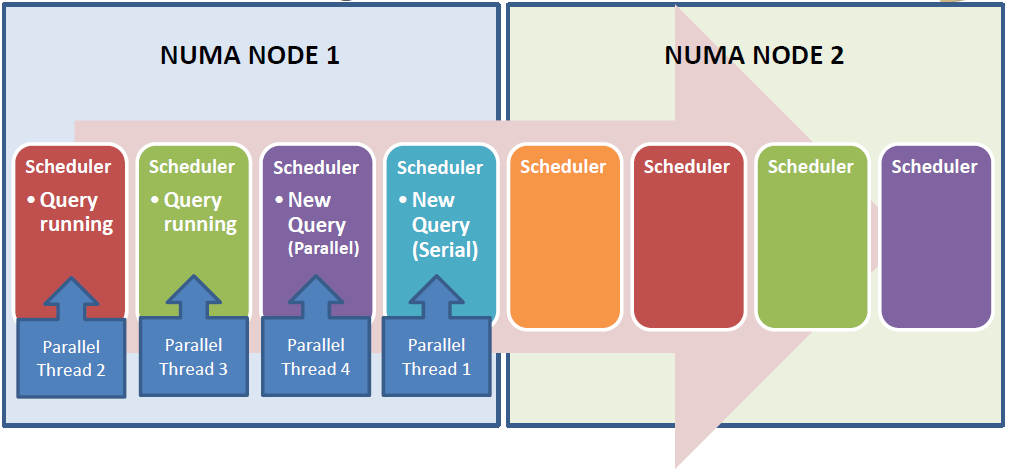 NUMA NODE 1
NUMA NODE 2
Scheduler
• Query
running
Scheduler
• Query
running
Scheduler
• New
Query
(Parallel)
Scheduler
• New
Query
(Serial)
Scheduler
Scheduler
Scheduler
Scheduler
Parallel
Thread 2
Parallel
Thread 3
Parallel
Thread 4
Parallel
Thread 1